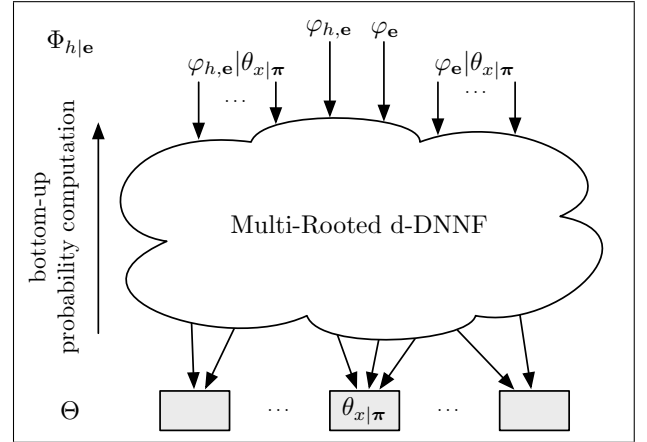 Φ_{h|𝐞}
φ_{h,𝐞} φ_𝐞
φ_{h,𝐞}|θ_{x|𝝅} φ_𝐞|θ_{x|𝝅}
... ...
bottom-up
probability computation
Multi-Rooted d-DNNF
Θ ... θ_{x|𝝅} ...